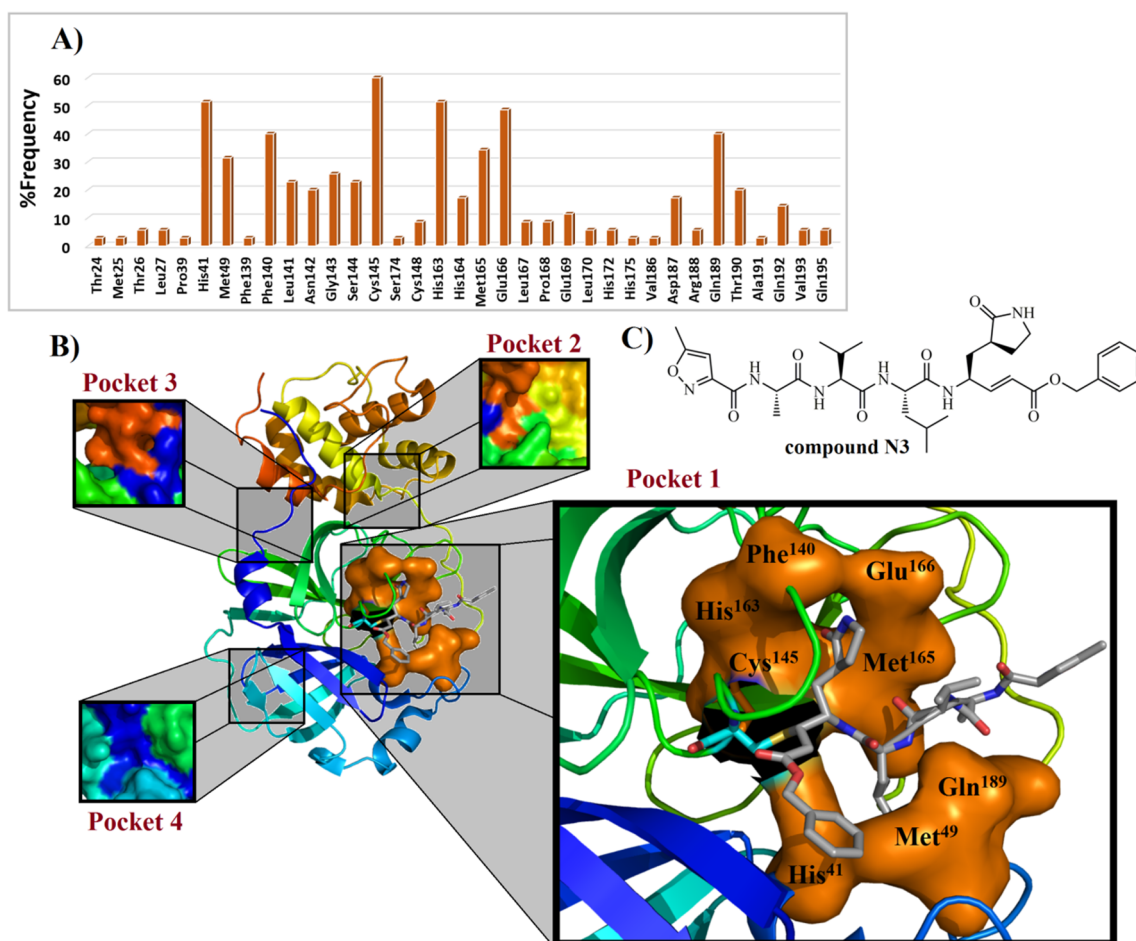 A)
%Frequency
60
50
40
30
20
10
0
Thr24
Met25
Thr26
Leu27
Pro39
His41
Met49
Phe139
Phe140
Leu141
Asn142
Gly143
Ser144
Cys145
Ser174
Cys148
His163
His164
Met165
Glu166
Leu167
Pro168
Glu169
Leu170
His172
His175
Val186
Asp187
Arg188
Gln189
Thr190
Ala191
Gln192
Val193
Gln195
B)
Pocket 3
Pocket 2
C)
O
NH
O
N
O
H
N
O
N
H
O
H
N
O
N
H
O
O
compound N3
Pocket 1
Phe140
Glu166
His163
Cys145
Met165
Gln189
Met49
His41
Pocket 4